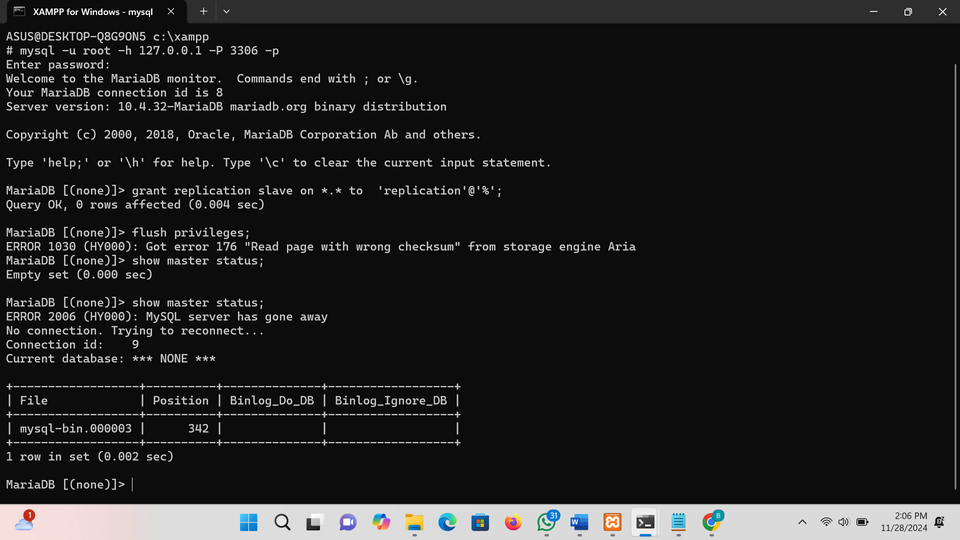 XAMPP for Windows - mysql
ASUS@DESKTOP-Q8G9ON5 c:\xampp
# mysql -u root -h 127.0.0.1 -P 3306 -p
Enter password:
Welcome to the MariaDB monitor.  Commands end with ; or \g.
Your MariaDB connection id is 8
Server version: 10.4.32-MariaDB mariadb.org binary distribution
Copyright (c) 2000, 2018, Oracle, MariaDB Corporation Ab and others.
Type 'help;' or '\h' for help. Type '\c' to clear the current input statement.
MariaDB [(none)]> grant replication slave on *.* to  'replication'@'%';
Query OK, 0 rows affected (0.004 sec)
MariaDB [(none)]> flush privileges;
ERROR 1030 (HY000): Got error 176 "Read page with wrong checksum" from storage engine Aria
MariaDB [(none)]> show master status;
Empty set (0.000 sec)
MariaDB [(none)]> show master status;
ERROR 2006 (HY000): MySQL server has gone away
No connection. Trying to reconnect...
Connection id:    9
Current database: *** NONE ***
+------------------+----------+--------------+------------------+
| File             | Position | Binlog_Do_DB | Binlog_Ignore_DB |
+------------------+----------+--------------+------------------+
| mysql-bin.000003 |      342 |              |                  |
+------------------+----------+--------------+------------------+
1 row in set (0.002 sec)
MariaDB [(none)]>
1
31
B
2:06 PM
11/28/2024